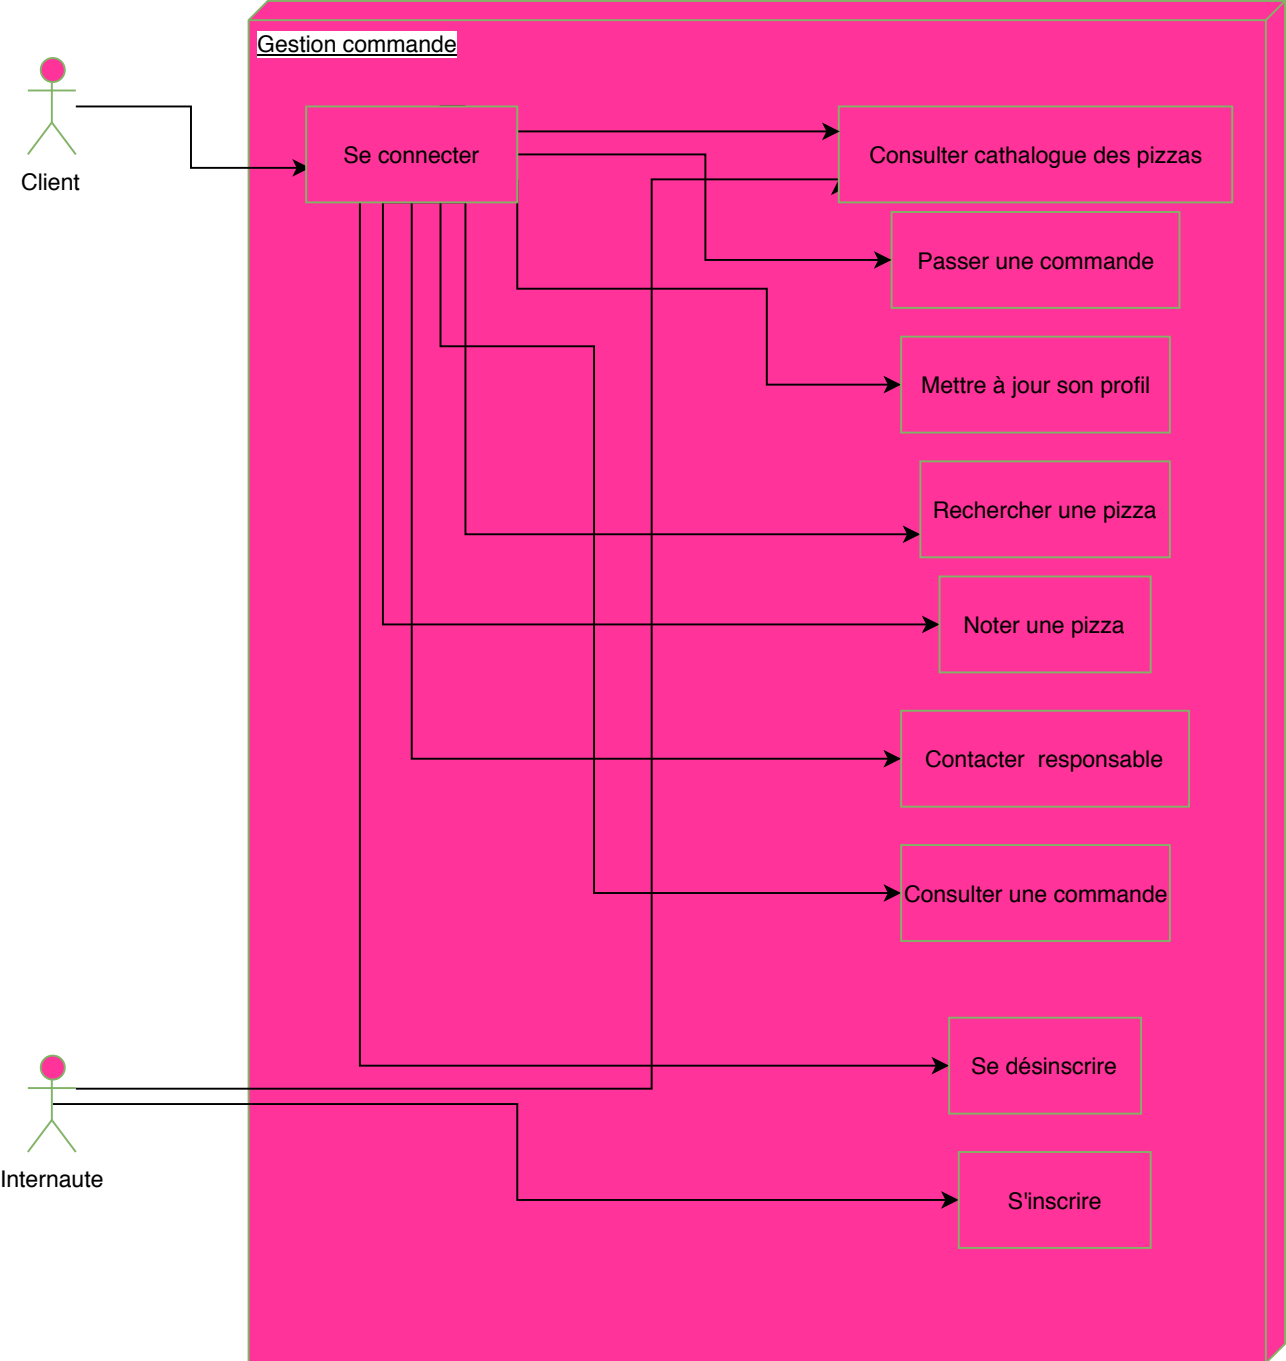 Gestion commande
Client
Se connecter
Consulter cathalogue des pizzas
Passer une commande
Mettre à jour son profil
Rechercher une pizza
Noter une pizza
Contacter  responsable
Consulter une commande
Se désinscrire
Internaute
S'inscrire